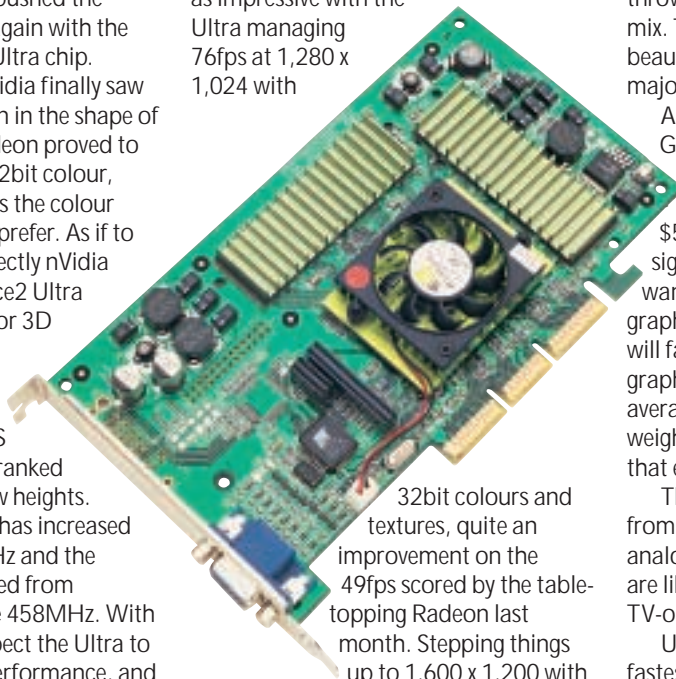 pushed the
gain with the
Ultra chip.
vidia finally saw
n in the shape of
deon proved to
2bit colour,
s the colour
prefer. As if to
ectly nVidia
ce2 Ultra
or 3D
S
ranked
w heights.
has increased
Hz and the
ed from
e 458MHz. With
pect the Ultra to
erformance, and
as impressive with the
Ultra managing
76fps at 1,280 x
1,024 with
32bit colours and
textures, quite an
improvement on the
49fps scored by the table-
topping Radeon last
month. Stepping things
up to 1,600 x 1,200 with
throw
mix. T
beau
majo
A
G
$5
sig
war
graph
will fa
graph
avera
weigh
that e
Th
from
analo
are lik
TV-o
U
fastes